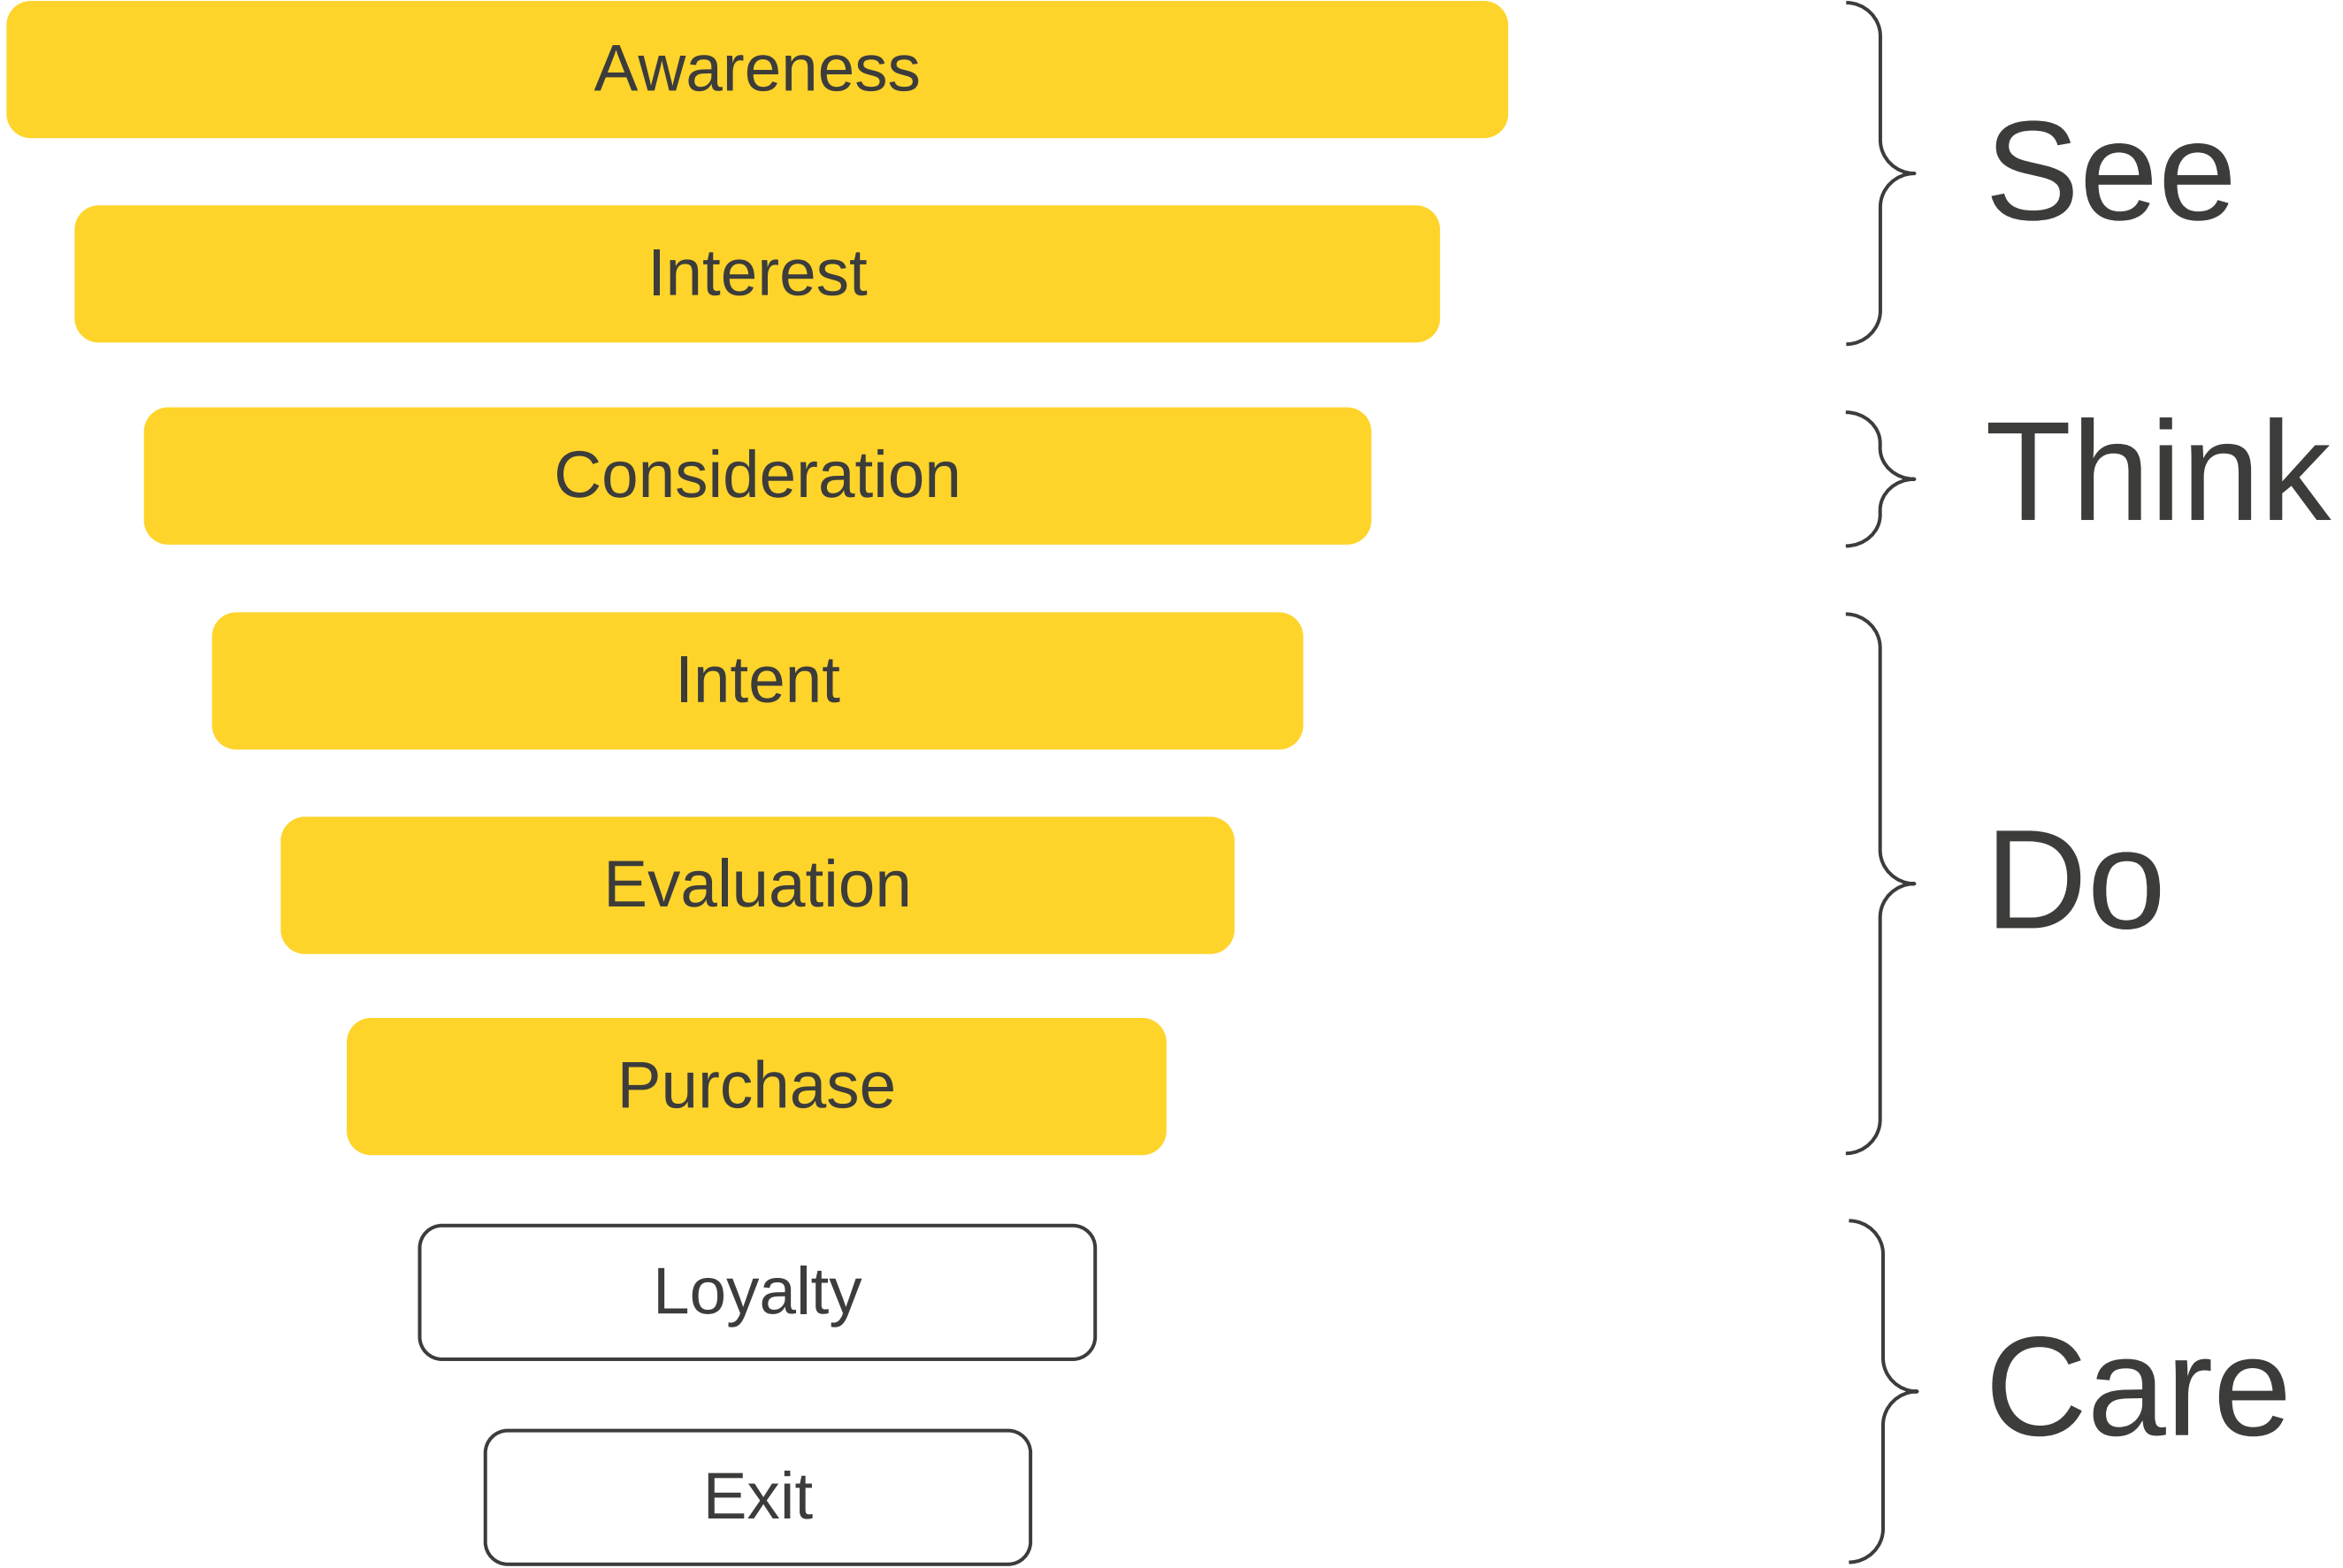 Awareness
Interest
See
Consideration
Think
Intent
Evaluation
Purchase
Do
Loyalty
Exit
Care